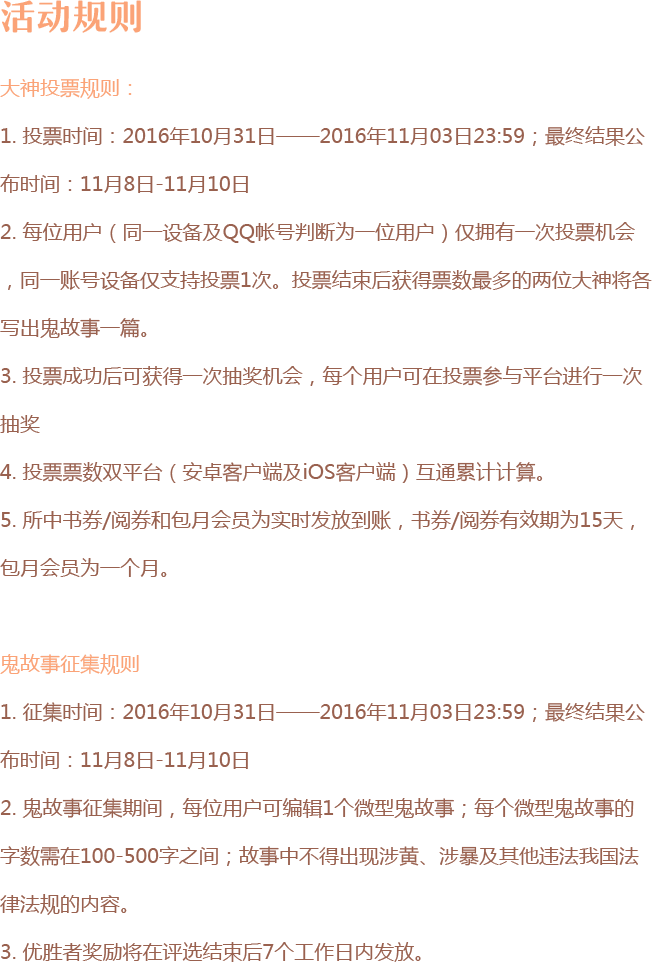 活动规则
大神投票规则：
1. 投票时间：2016年10月31日——2016年11月03日23:59；最终结果公
布时间：11月8日-11月10日
2. 每位用户（同一设备及QQ帐号判断为一位用户）仅拥有一次投票机会
，同一账号设备仅支持投票1次。投票结束后获得票数最多的两位大神将各
写出鬼故事一篇。
3. 投票成功后可获得一次抽奖机会，每个用户可在投票参与平台进行一次
抽奖
4. 投票票数双平台（安卓客户端及iOS客户端）互通累计计算。
5. 所中书券/阅券和包月会员为实时发放到账，书券/阅券有效期为15天，
包月会员为一个月。
鬼故事征集规则
1. 征集时间：2016年10月31日——2016年11月03日23:59；最终结果公
布时间：11月8日-11月10日
2. 鬼故事征集期间，每位用户可编辑1个微型鬼故事；每个微型鬼故事的
字数需在100-500字之间；故事中不得出现涉黄、涉暴及其他违法我国法
律法规的内容。
3. 优胜者奖励将在评选结束后7个工作日内发放。